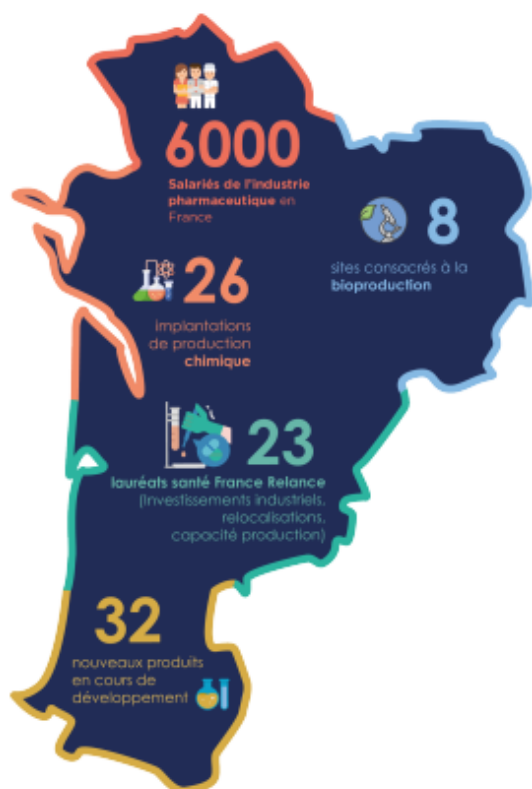 6000
Salariés de l'industrie
pharmaceutique en
France
8
sites consacrés à la
bioproduction
26
implantations
de production
chimique
23
lauréats santé France Relance
(Investissements industriels,
relocalisations,
capacité production)
32
nouveaux produits
en cours de
développement